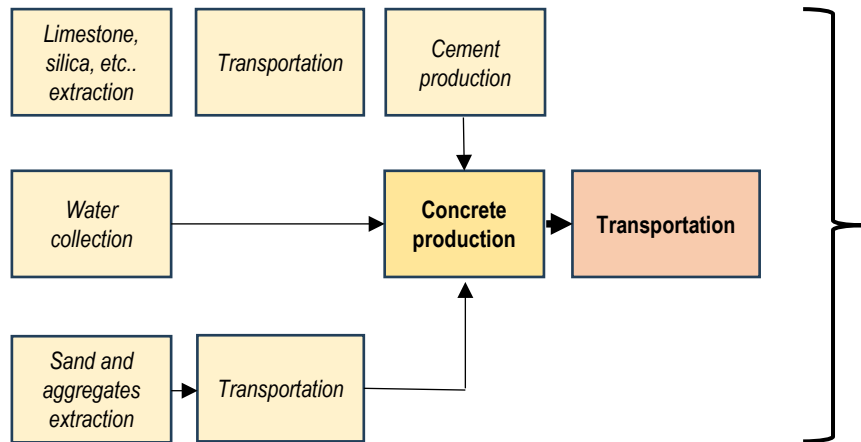 Limestone,
silica, etc..
extraction
Transportation
Cement
production
Water
collection
Concrete
production
Transportation
Sand and
aggregates
extraction
Transportation